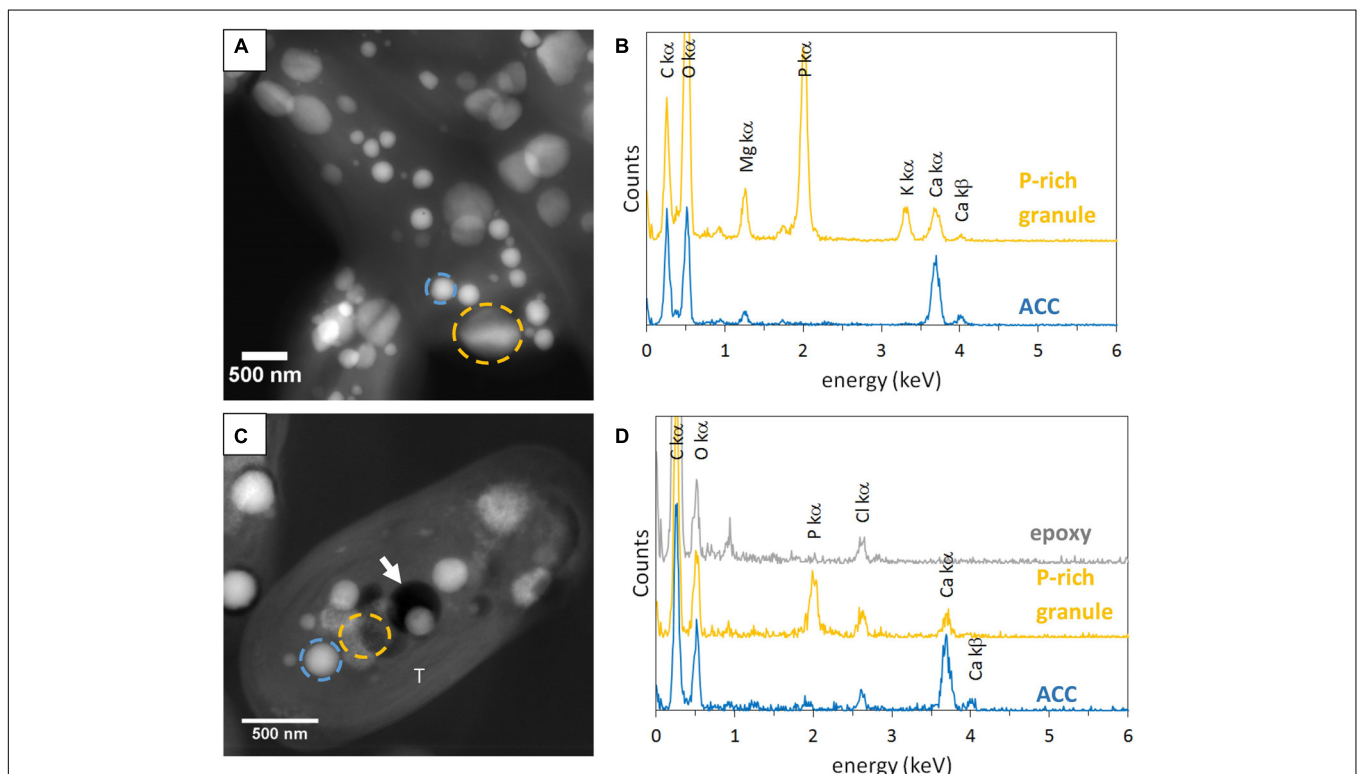 A
500 nm
B
Counts
C kα
O kα
Mg kα
P kα
K kα
Ca kα
Ca kβ
P-rich
granule
ACC
0 1 2 3 4 5 6
energy (keV)
C
T
500 nm
D
Counts
C kα
O kα
P kα
Cl kα
Ca kα
Ca kβ
epoxy
P-rich
granule
ACC
0 1 2 3 4 5 6
energy (keV)